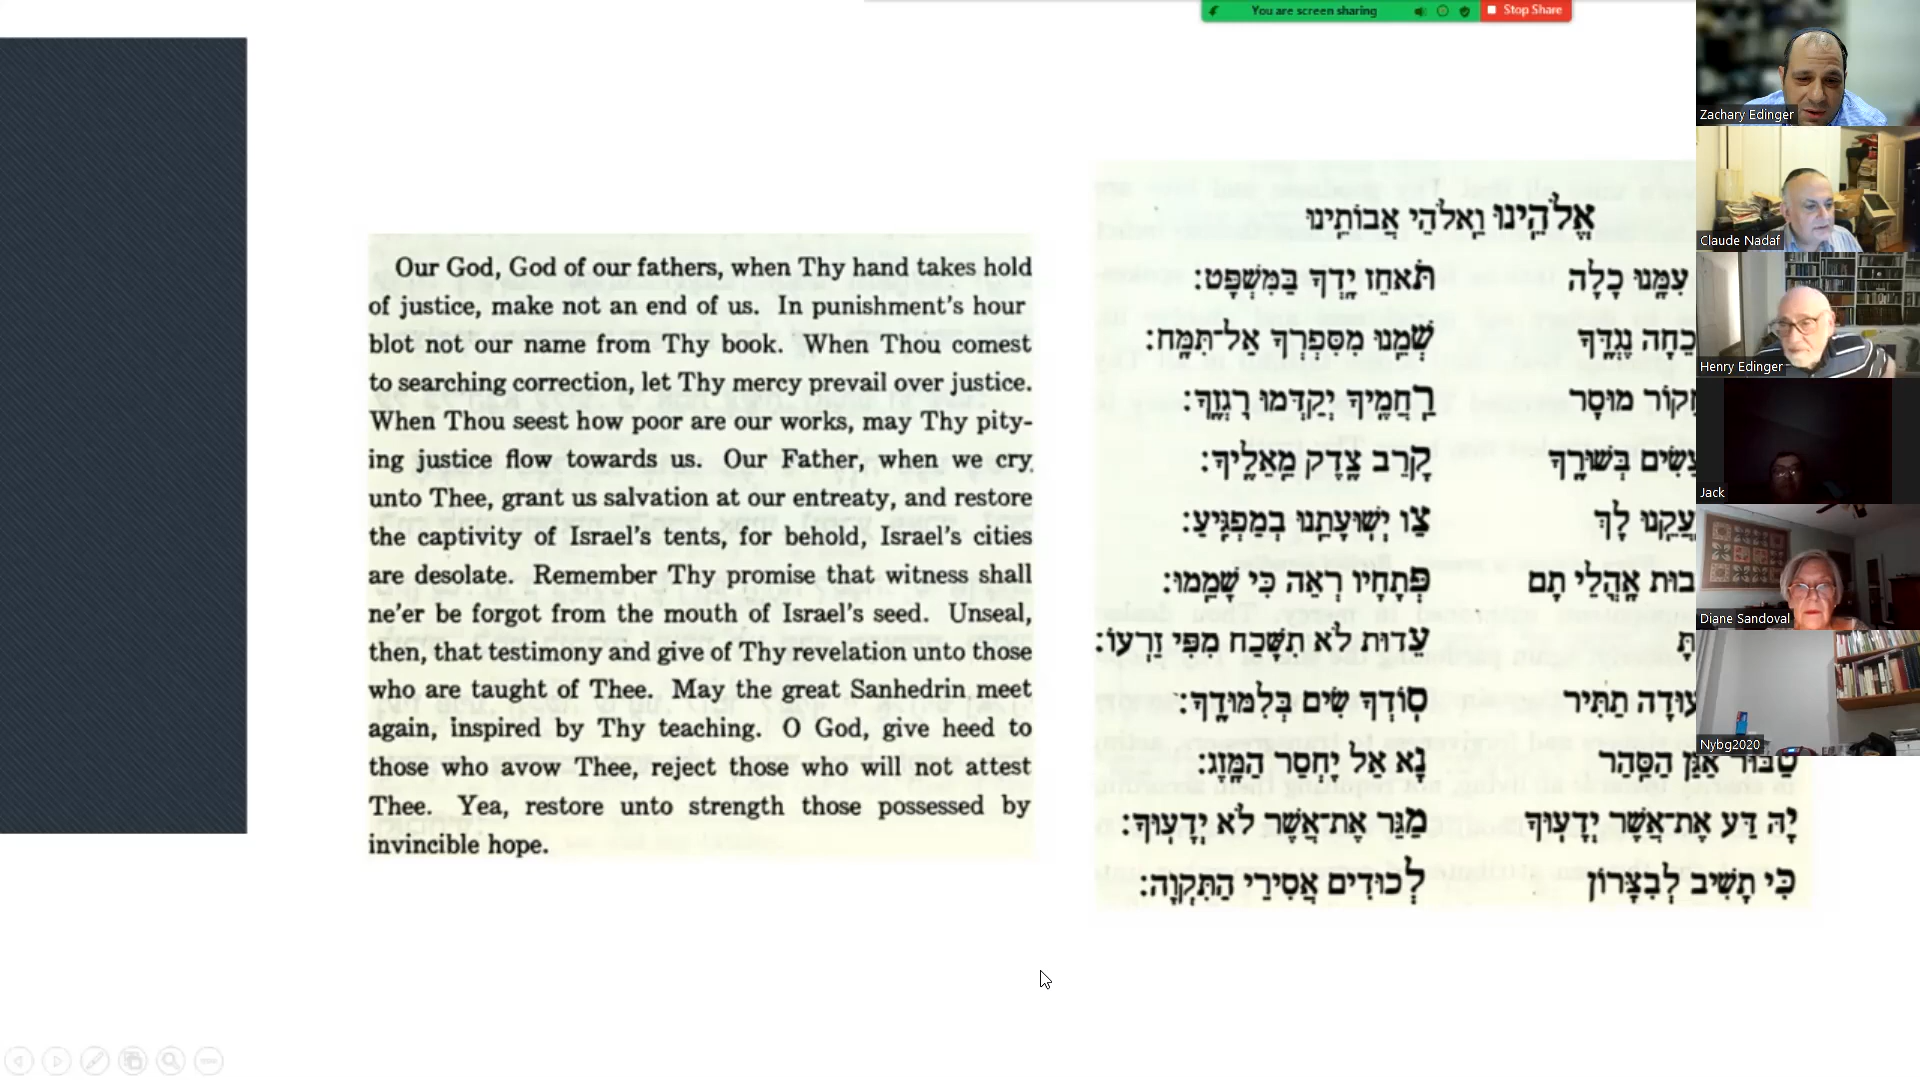 You are screen sharing
Stop Share
Our God, God of our fathers, when Thy hand takes hold
of justice, make not an end of us. In punishment's hour
blot not our name from Thy book. When Thou comest
to searching correction, let Thy mercy prevail over justice.
When Thou seest how poor are our works, may Thy pity-
ing justice flow towards us. Our Father, when we cry
unto Thee, grant us salvation at our entreaty, and restore
the captivity of Israel's tents, for behold, Israel's cities
are desolate. Remember Thy promise that witness shall
ne'er be forgot from the mouth of Israel's seed. Unseal,
then, that testimony and give of Thy revelation unto those
who are taught of Thee. May the great Sanhedrin meet
again, inspired by Thy teaching. O God, give heed to
those who avow Thee, reject those who will not attest
Thee. Yea, restore unto strength those possessed by
invincible hope.
אֱלֹהֵינוּ וֵאלֹהֵי אֲבוֹתֵינוּ
עִמָּנוּ כָלָה תֹּאחֵז יָדְךָ בַּמִּשְׁפָּט:
נֶגְדֶּךָ שְׁמֵנוּ מִסִּפְרְךָ אַל־תִּמָּח:
מוּסָר רַחֲמֶיךָ יְקַדְּמוּ רָגְזֶךָ:
בְּשׁוּרֶךָ קָרֵב צֶדֶק מֵאֵלֶיךָ:
לָךְ צַו יְשׁוּעָתֵנוּ בְמַפְגִּיעַ:
אָהֳלֵי תָם פְּתָחָיו רְאֵה כִּי שָׁמֵמוּ:
עֵדוּת לֹא תִשָּׁכַח מִפִּי זַרְעוֹ:
תַּתִּיר סוֹדְךָ שִׂים בְּלִמּוּדֶךָ:
אַגַּן הַסַּהַר נָא אַל יֶחְסַר הַמָּזֶג:
יָהּ דַּע אֶת־אֲשֶׁר יְדָעוּךָ מַגֵּר אֶת־אֲשֶׁר לֹא יְדָעוּךָ:
כִּי תָשִׁיב לְבִצָּרוֹן לְכוּדִים אֲסִירֵי הַתִּקְוָה:
Zachary Edinger
Claude Nadaf
Henry Edinger
Jack
Diane Sandoval
Nybg2020